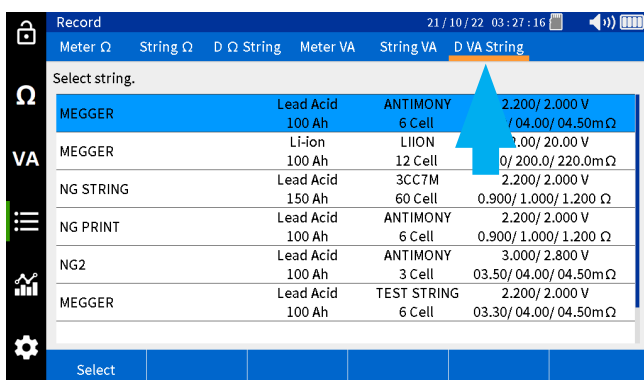 Record 21/10/22 03:27:16
Meter Ω String Ω D Ω String Meter VA String VA D VA String
Select string.
Ω
VA
MEGGER Lead Acid ANTIMONY 2.200/ 2.000 V
100 Ah 6 Cell / 04.00/ 04.50mΩ
MEGGER Li-ion LIION .00/ 20.00 V
100 Ah 12 Cell 0/ 200.0/ 220.0mΩ
NG STRING Lead Acid 3CC7M 2.200/ 2.000 V
150 Ah 60 Cell 0.900/ 1.000/ 1.200 Ω
NG PRINT Lead Acid ANTIMONY 2.200/ 2.000 V
100 Ah 6 Cell 0.900/ 1.000/ 1.200 Ω
NG2 Lead Acid ANTIMONY 3.000/ 2.800 V
100 Ah 3 Cell 03.50/ 04.00/ 04.50mΩ
MEGGER Lead Acid TEST STRING 2.200/ 2.000 V
100 Ah 6 Cell 03.30/ 04.00/ 04.50mΩ
Select